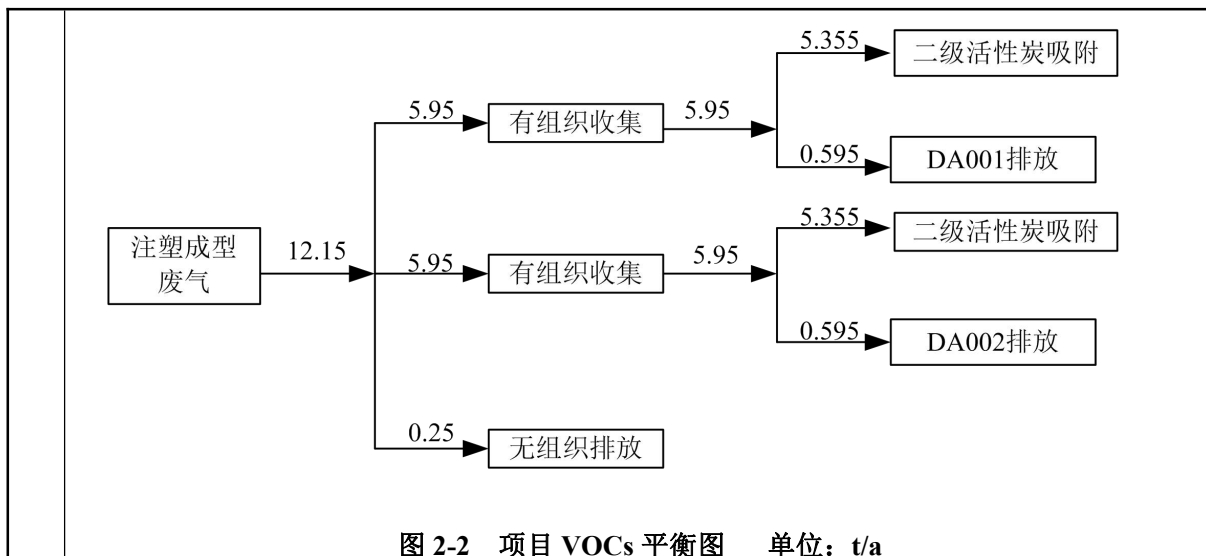 5.355
二级活性炭吸附
5.95
有组织收集
5.95
0.595
DA001排放
注塑成型
废气
12.15
5.95
有组织收集
5.95
5.355
二级活性炭吸附
0.595
DA002排放
0.25
无组织排放
图 2-2 项目 VOCs 平衡图 单位：t/a